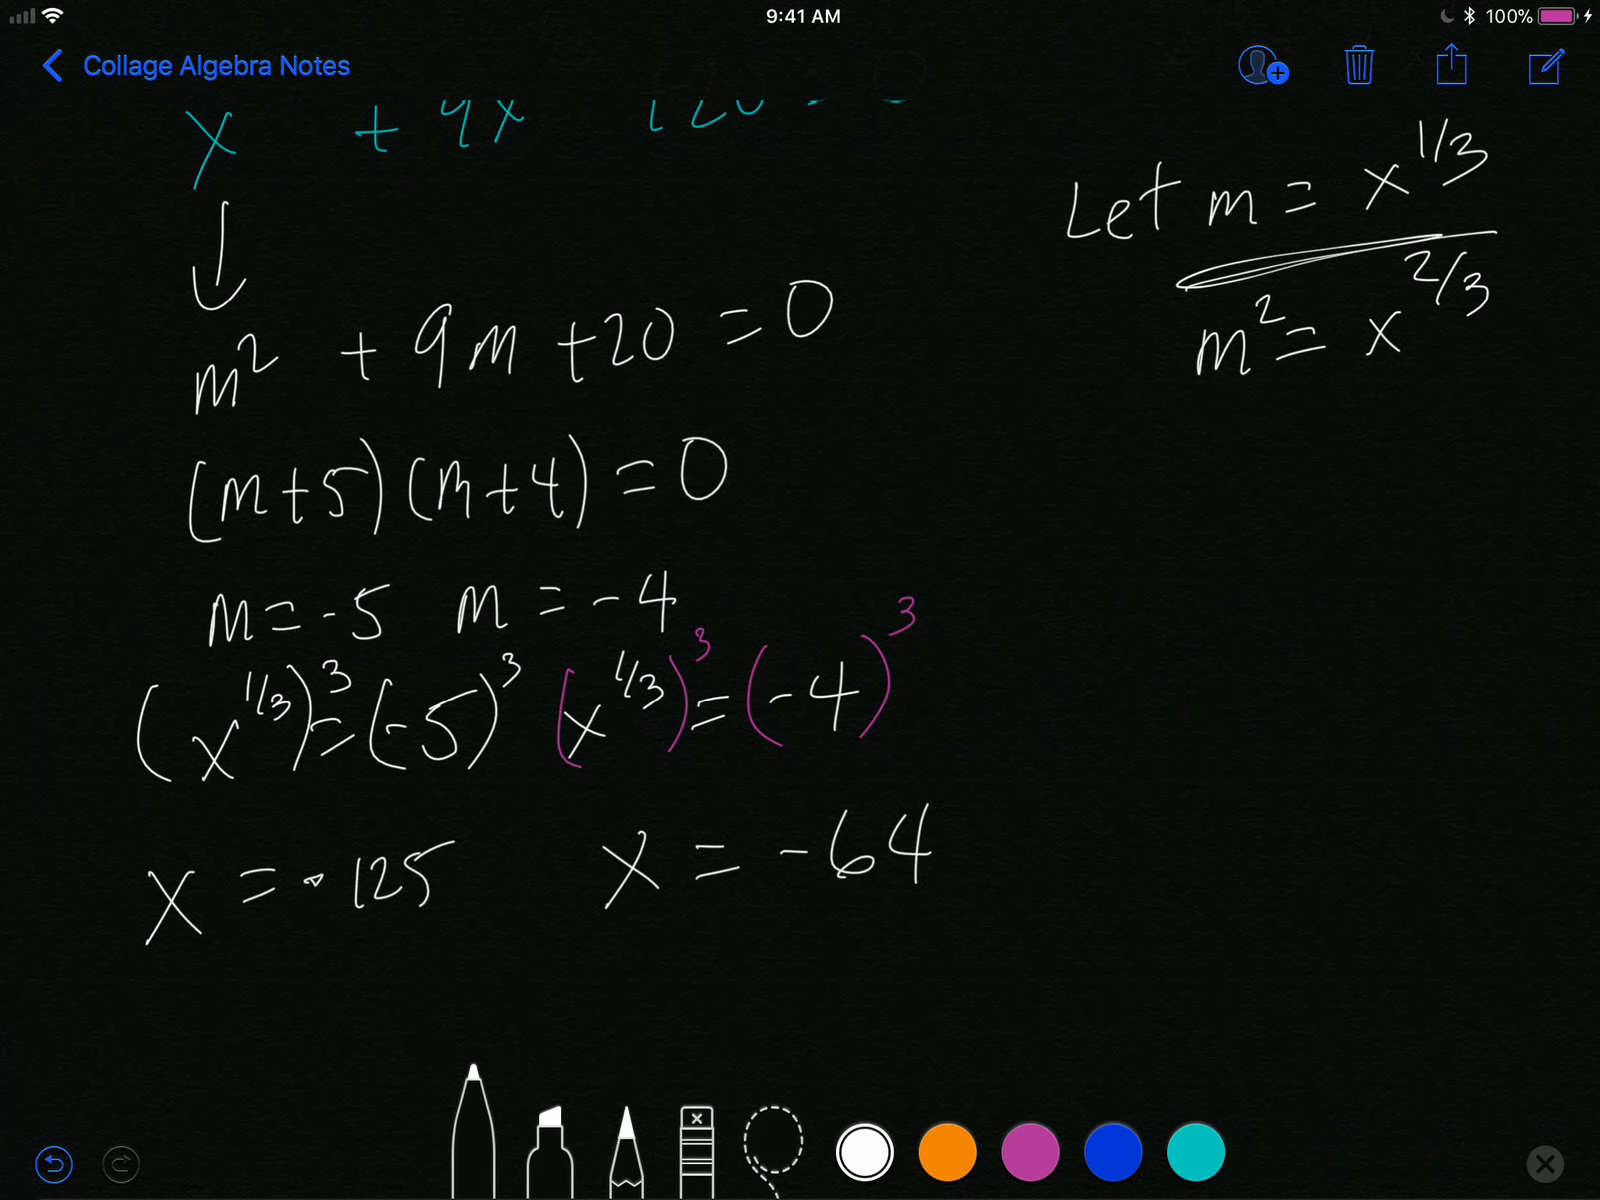 9:41 AM
100%
Collage Algebra Notes
x + 9x
Let m = x^1/3
m² = x^2/3
m² + 9m + 20 = 0
(m+5)(m+4) = 0
m = -5 m = -4
(x^1/3)³ = (-5)³ (x^1/3)³ = (-4)³
x = -125 x = -64